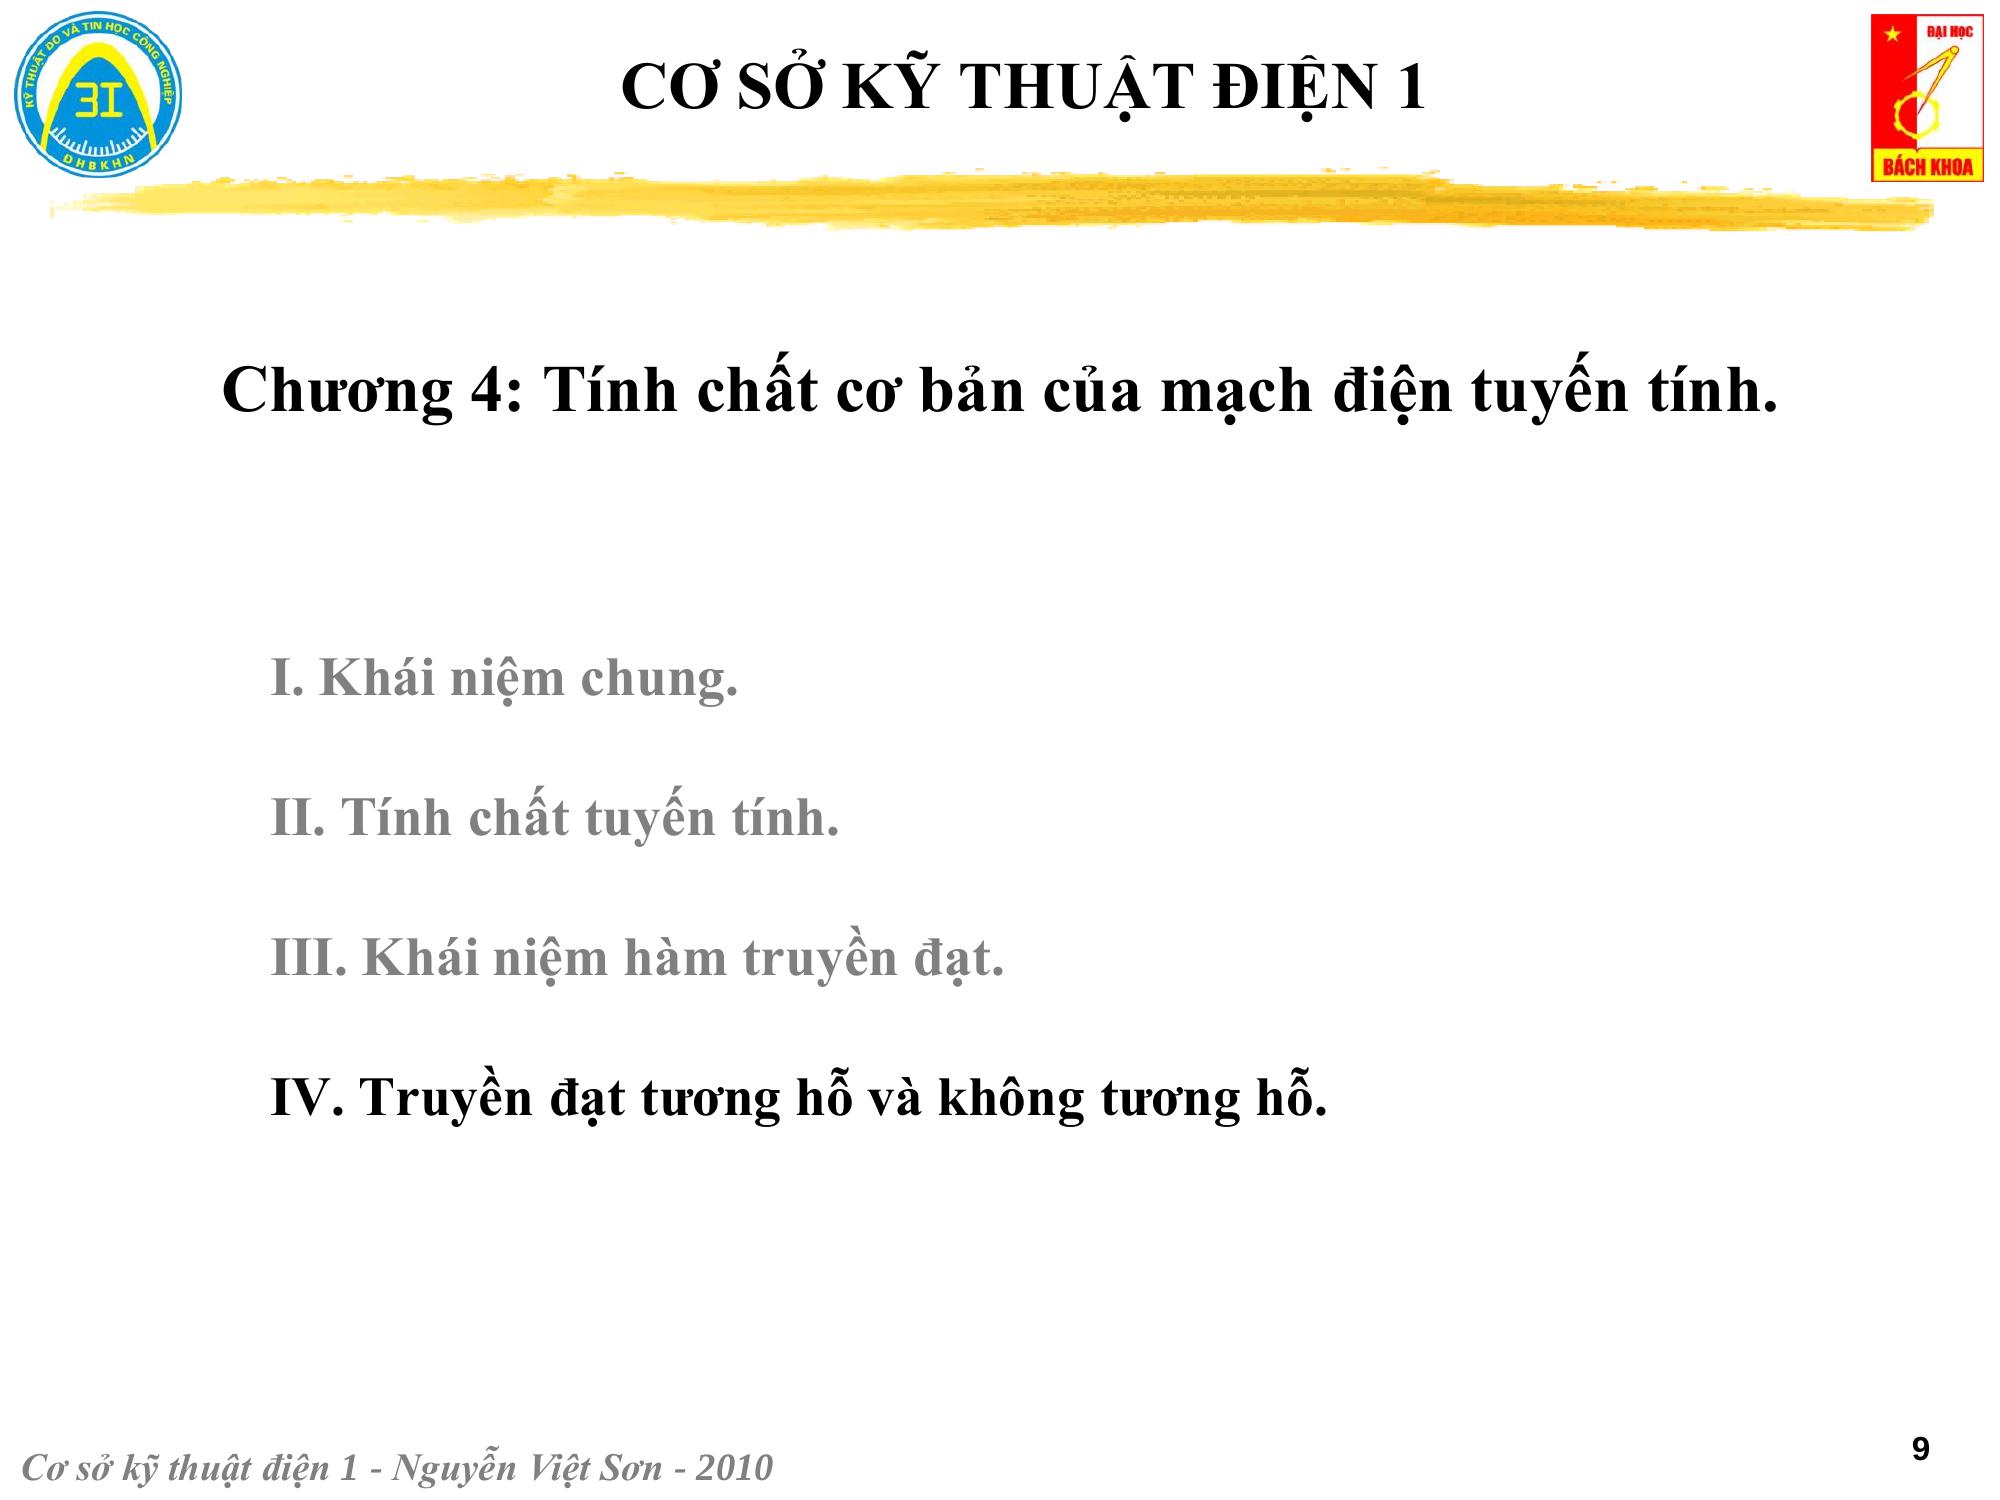 KỸ THUẬT ĐO VÀ TIN HỌC CÔNG NGHIỆP
3I
ĐHBKHN
CƠ SỞ KỸ THUẬT ĐIỆN 1
ĐẠI HỌC
BÁCH KHOA
Chương 4: Tính chất cơ bản của mạch điện tuyến tính.
I. Khái niệm chung.
II. Tính chất tuyến tính.
III. Khái niệm hàm truyền đạt.
IV. Truyền đạt tương hỗ và không tương hỗ.
Cơ sở kỹ thuật điện 1 - Nguyễn Việt Sơn - 2010
9